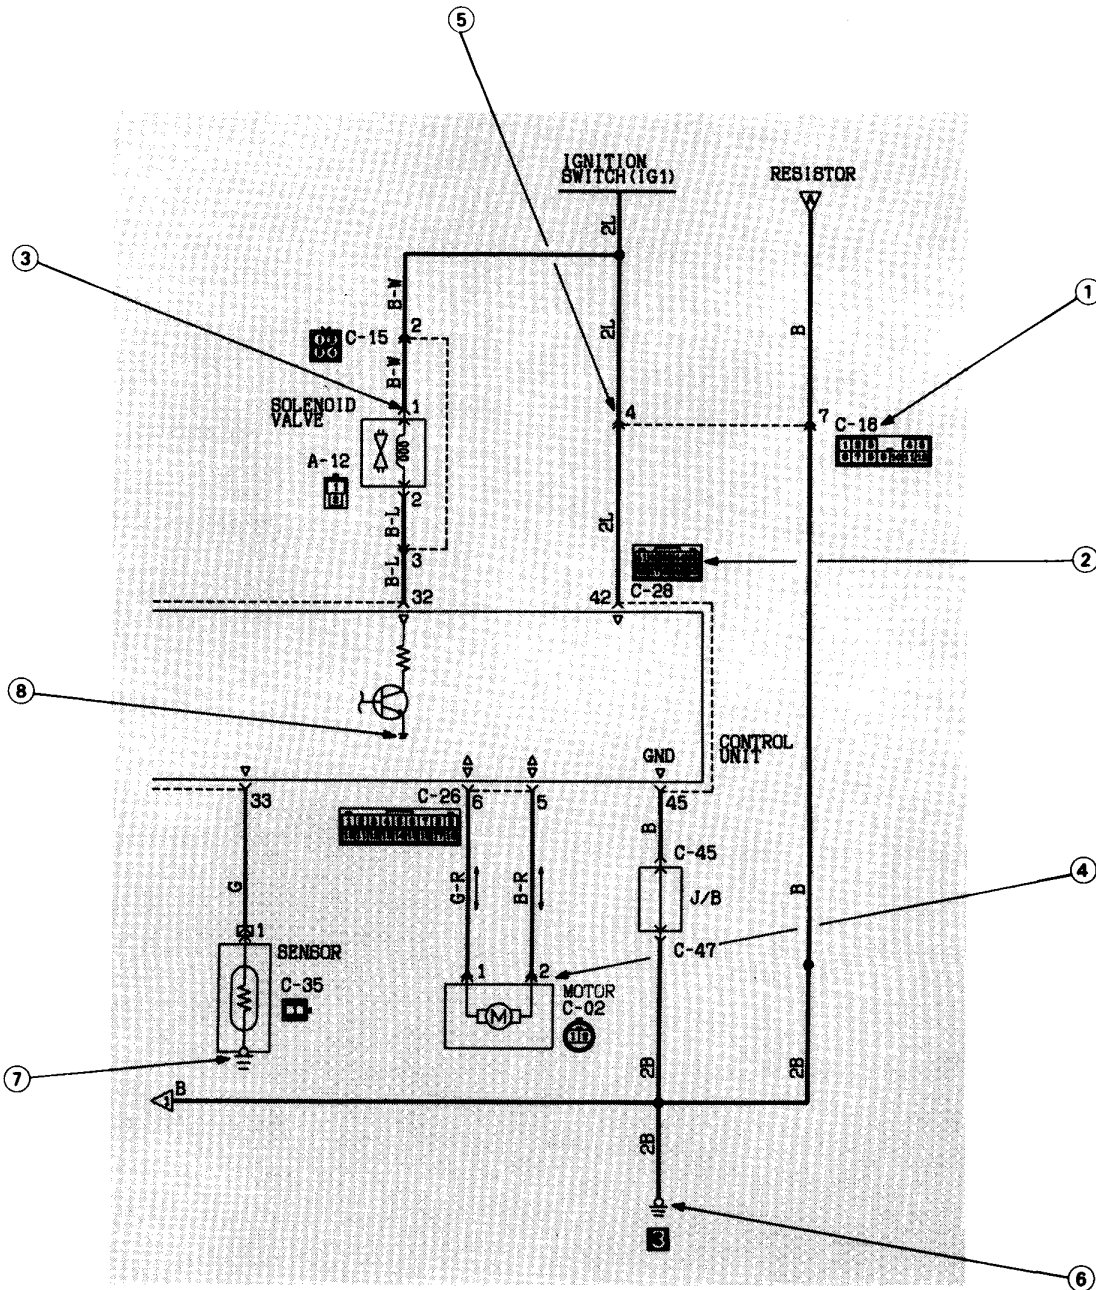 5
IGNITION
SWITCH(IG1)
RESISTOR
A
2L
3
1
B-W
2
C-15
2L
B
B-W
1
SOLENOID
VALVE
4
7
C-18
A-12
2
B-L
2L
3
B-L
2
C-28
32
42
8
CONTROL
UNIT
GND
33
C-26
6
5
45
B
C-45
G
G-R
B-R
J/B
B
4
C-47
1
SENSOR
C-35
1
2
MOTOR
C-02
M
7
2B
2B
B
2B
3
6